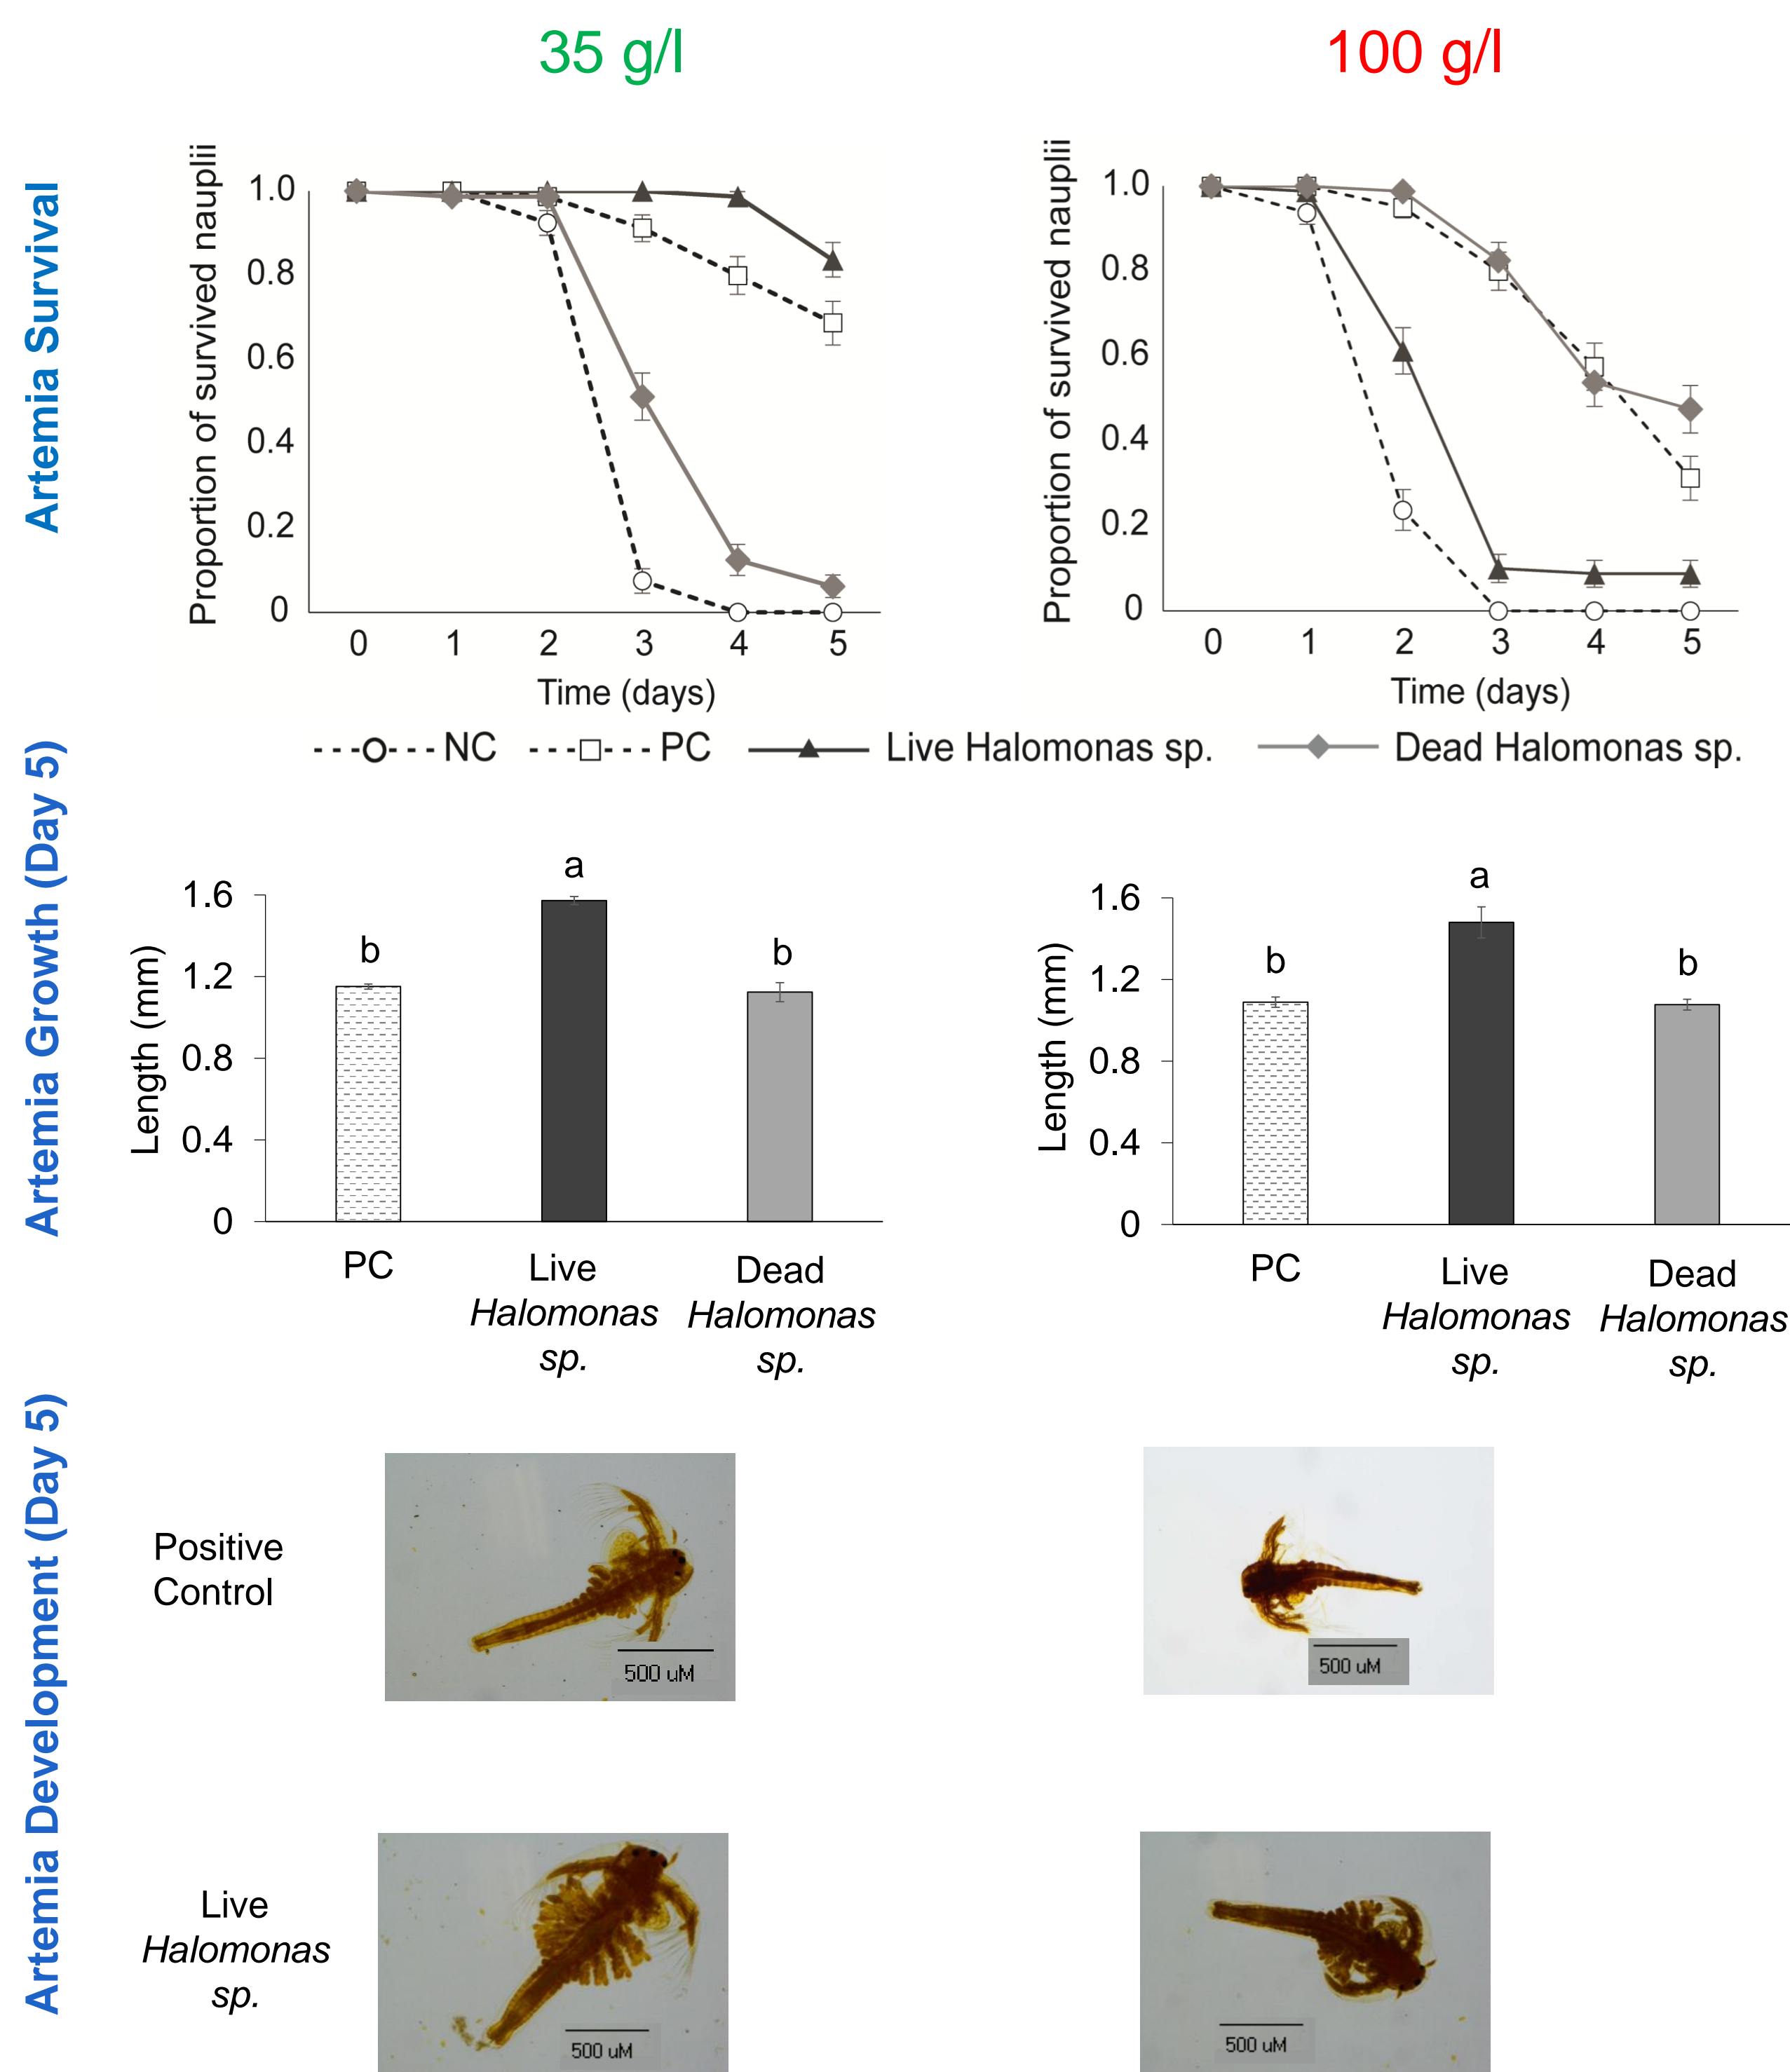 35 g/l
100 g/l
Artemia Survival
Proportion of survived nauplii
1.0
0.8
0.6
0.4
0.2
0
0 1 2 3 4 5
Time (days)
Proportion of survived nauplii
1.0
0.8
0.6
0.4
0.2
0
0 1 2 3 4 5
Time (days)
NC PC Live Halomonas sp. Dead Halomonas sp.
Artemia Growth (Day 5)
Length (mm)
1.6
1.2
0.8
0.4
0
b a b
PC
Live
Halomonas
sp.
Dead
Halomonas
sp.
Length (mm)
1.6
1.2
0.8
0.4
0
b a b
PC
Live
Halomonas
sp.
Dead
Halomonas
sp.
Artemia Development (Day 5)
Positive
Control
500 uM
500 uM
Live
Halomonas
sp.
500 uM
500 uM